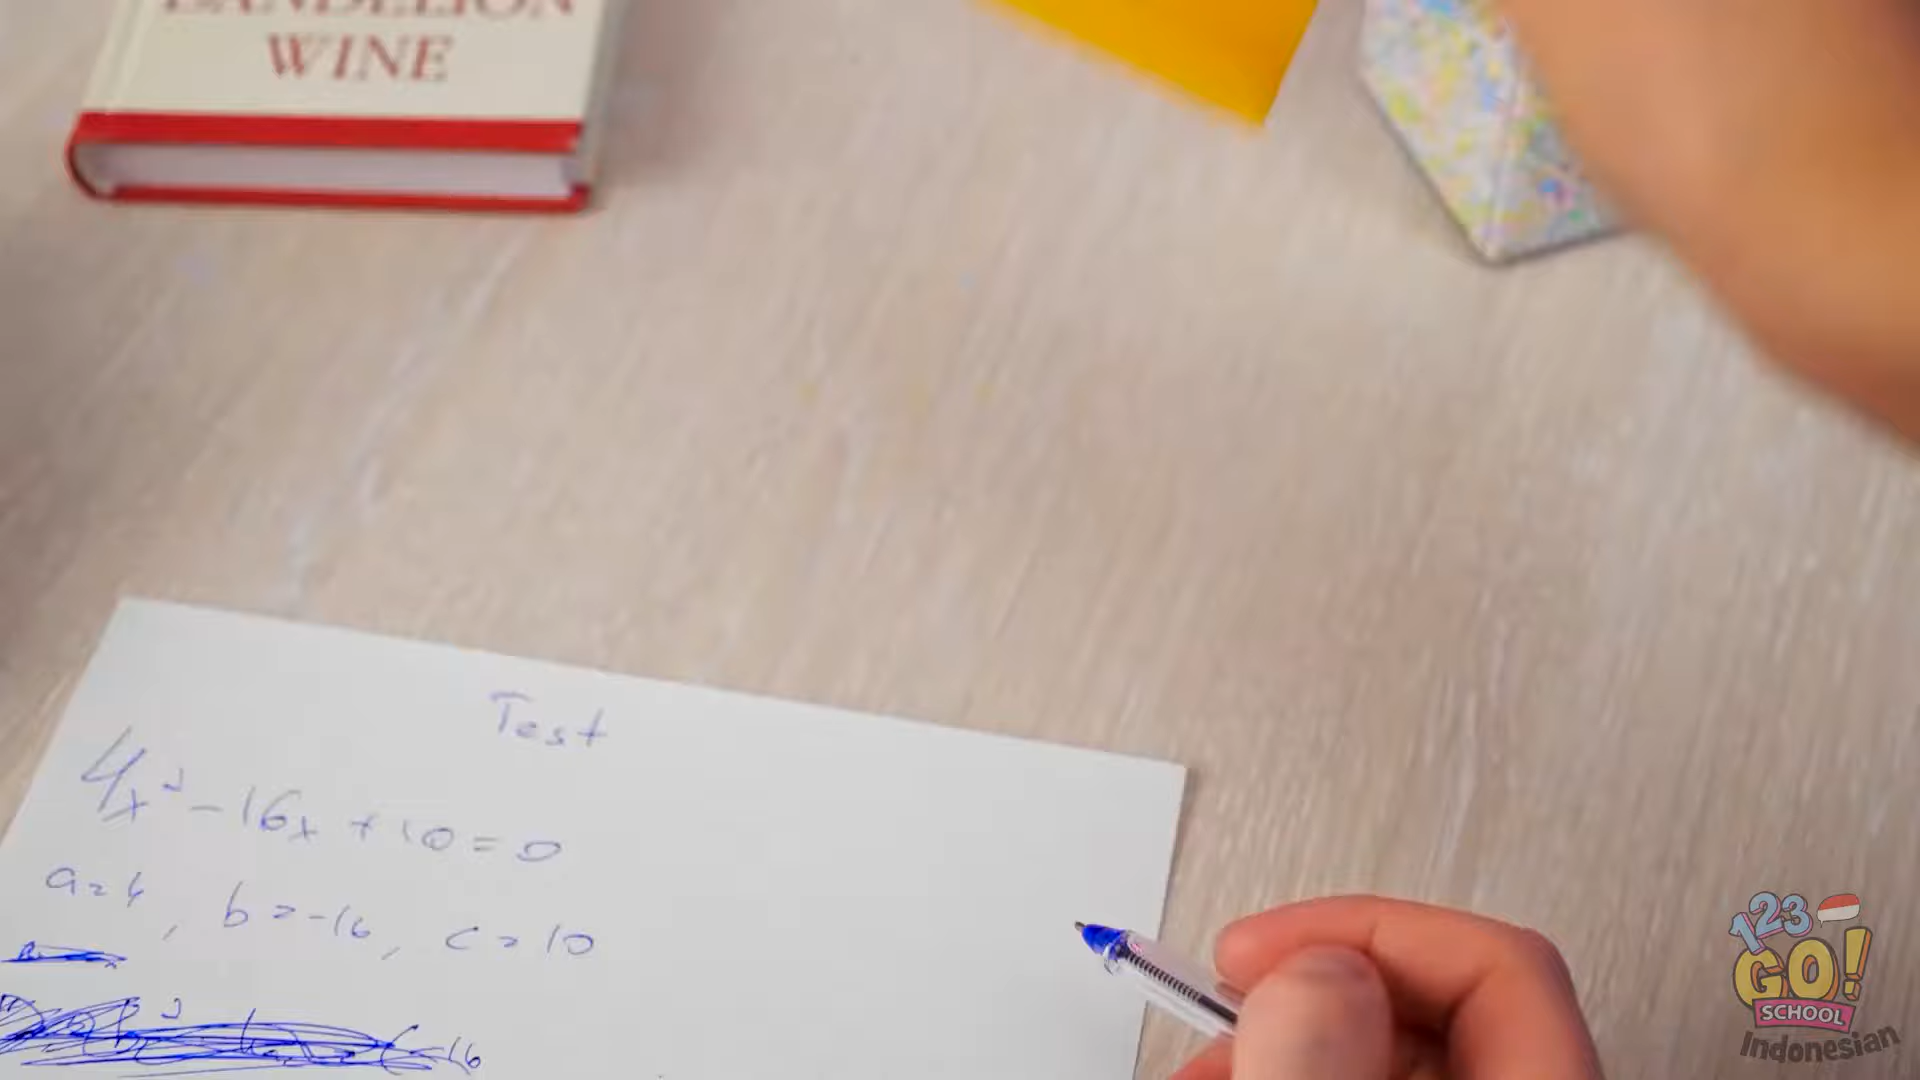 DANDELION
WINE
Test
4x² - 16x + 10 = 0
a = 4, b = -16, c = 10
123
GO!
SCHOOL
Indonesian